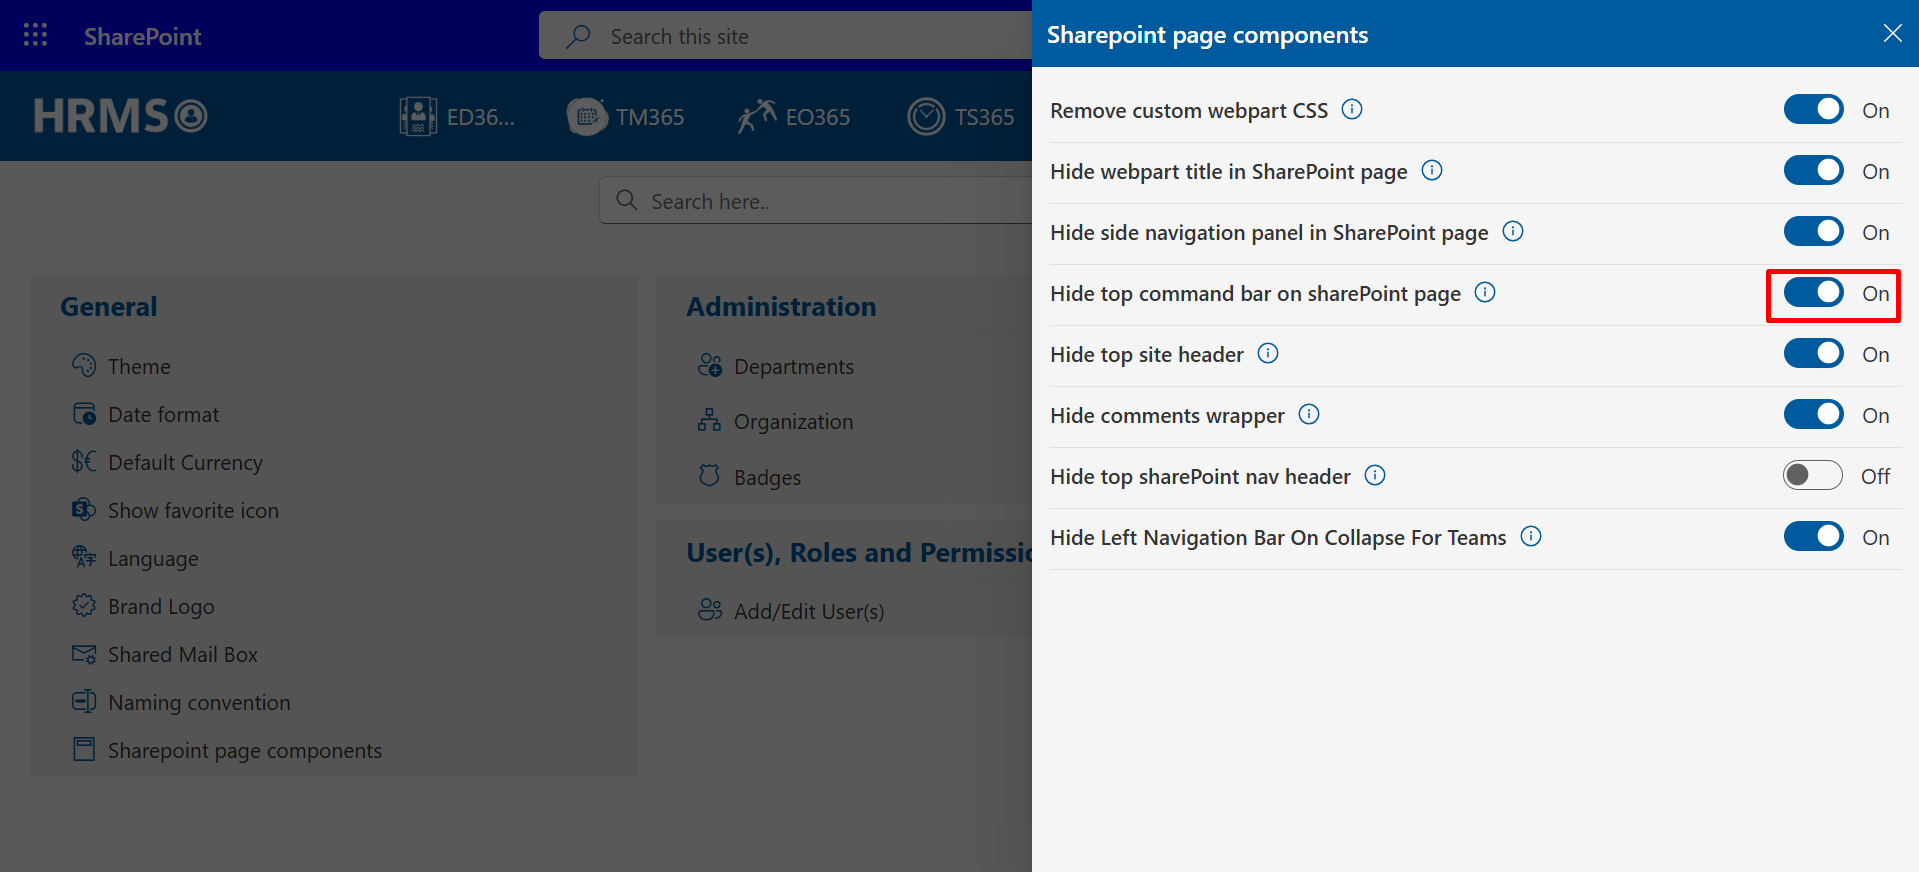 SharePoint
Search this site
Sharepoint page components
HRMS
ED36...
TM365
EO365
TS365
Search here..
General
Theme
Date format
Default Currency
Show favorite icon
Language
Brand Logo
Shared Mail Box
Naming convention
Sharepoint page components
Administration
Departments
Organization
Badges
User(s), Roles and Permissio
Add/Edit User(s)
Remove custom webpart CSS On
Hide webpart title in SharePoint page On
Hide side navigation panel in SharePoint page On
Hide top command bar on sharePoint page On
Hide top site header On
Hide comments wrapper On
Hide top sharePoint nav header Off
Hide Left Navigation Bar On Collapse For Teams On